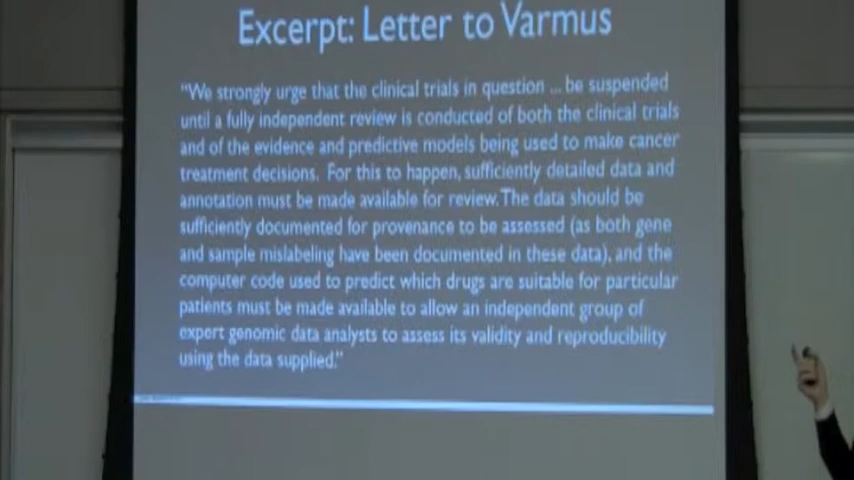 Excerpt: Letter to Varmus
"We strongly urge that the clinical trials in question ... be suspended
until a fully independent review is conducted of both the clinical trials
and of the evidence and predictive models being used to make cancer
treatment decisions. For this to happen, sufficiently detailed data and
annotation must be made available for review. The data should be
sufficiently documented for provenance to be assessed (as both gene
and sample mislabeling have been documented in these data), and the
computer code used to predict which drugs are suitable for particular
patients must be made available to allow an independent group of
expert genomic data analysts to assess its validity and reproducibility
using the data supplied."